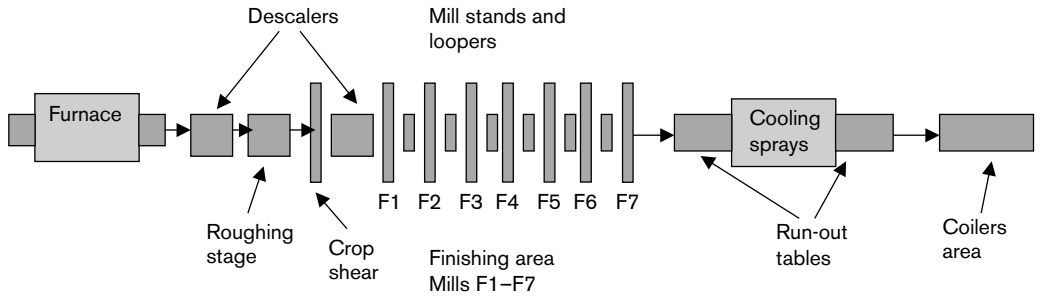 Descalers
Mill stands and
loopers
Furnace
Cooling
sprays
F1 F2 F3 F4 F5 F6 F7
Roughing
stage
Crop
shear
Finishing area
Mills F1–F7
Run-out
tables
Coilers
area